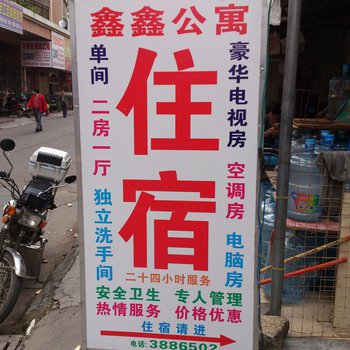 鑫鑫公寓
住宿
单间 二房一厅 独立洗手间
豪华电视房 空调房 电脑房
二十四小时服务
安全卫生 专人管理
热情服务 价格优惠
住宿请进
电话: 3886502